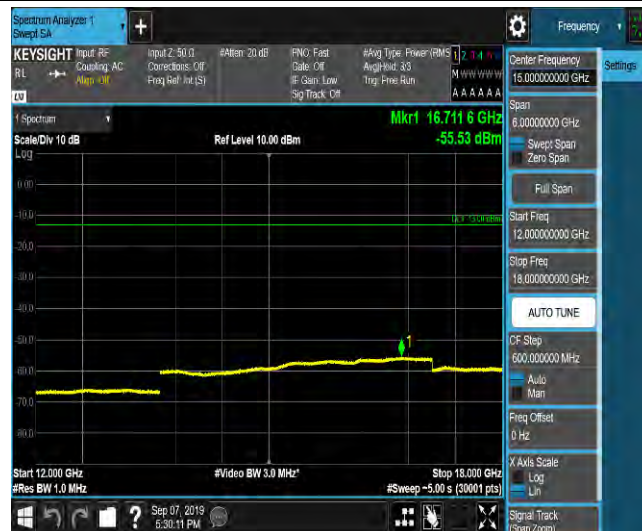 Spectrum Analyzer 1
Swept SA
Frequency
KEYSIGHT
RL
Input: RF
Coupling: AC
Align: Off
Input Z: 50 Ω
Corrections: Off
Freq Ref: Int (S)
#Atten: 20 dB
PNO: Fast
Gate: Off
IF Gain: Low
Sig Track: Off
#Avg Type: Power (RMS
Avg|Hold: 3/3
Trig: Free Run
M W W W W W
A A A A A A
Settings
1 Spectrum
Scale/Div 10 dB
Ref Level 10.00 dBm
Mkr1 16.711 6 GHz
-55.53 dBm
Log
0.00
-10.0
-20.0
-30.0
-40.0
-50.0
-60.0
-70.0
-80.0
1
Start 12.000 GHz
#Video BW 3.0 MHz*
Stop 18.000 GHz
#Res BW 1.0 MHz
#Sweep ~5.00 s (30001 pts)
Center Frequency
15.000000000 GHz
Span
6.00000000 GHz
Swept Span
Zero Span
Full Span
Start Freq
12.000000000 GHz
Stop Freq
18.000000000 GHz
AUTO TUNE
CF Step
600.000000 MHz
Auto
Man
Freq Offset
0 Hz
X Axis Scale
Log
Lin
Signal Track
(Span Zoom)
Sep 07, 2019
5:30:11 PM